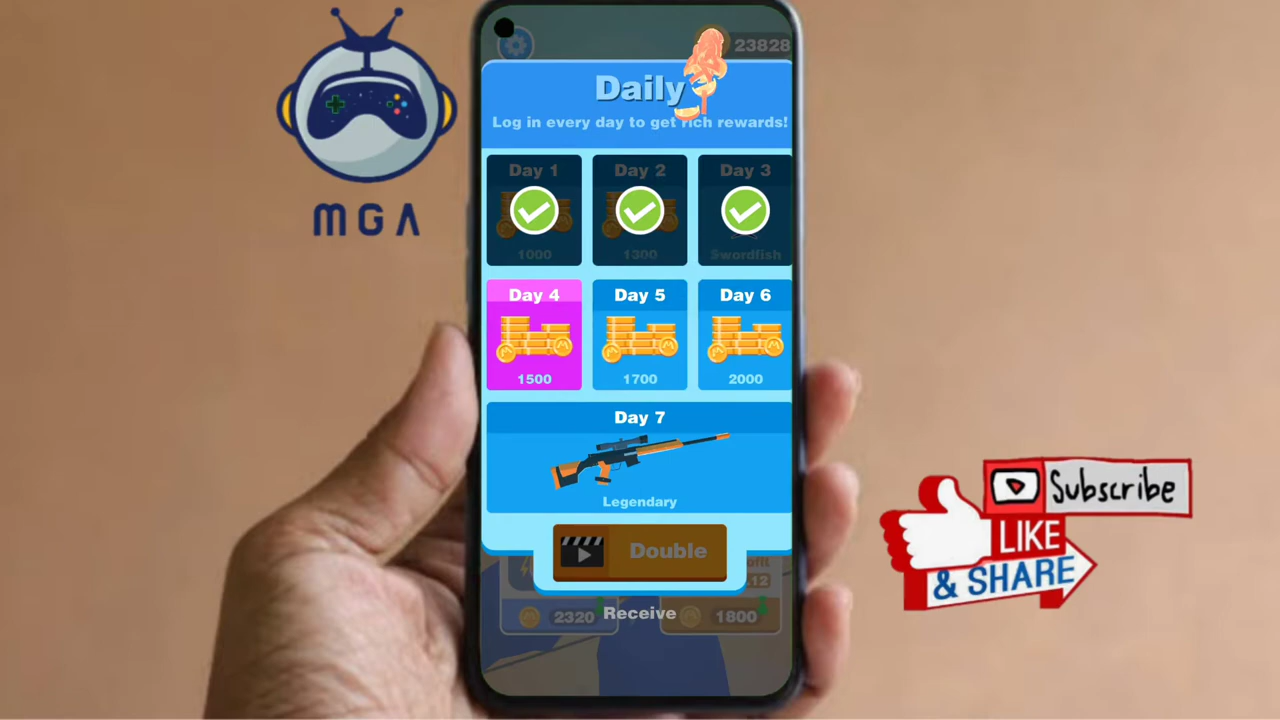 MGA
23828
Daily
Log in every day to get rich rewards!
Day 1
Day 2
Day 3
1000
1300
Swordfish
Day 4
Day 5
Day 6
1500
1700
2000
Day 7
Legendary
Double
2320
Receive
1800
Subscribe
LIKE
& SHARE